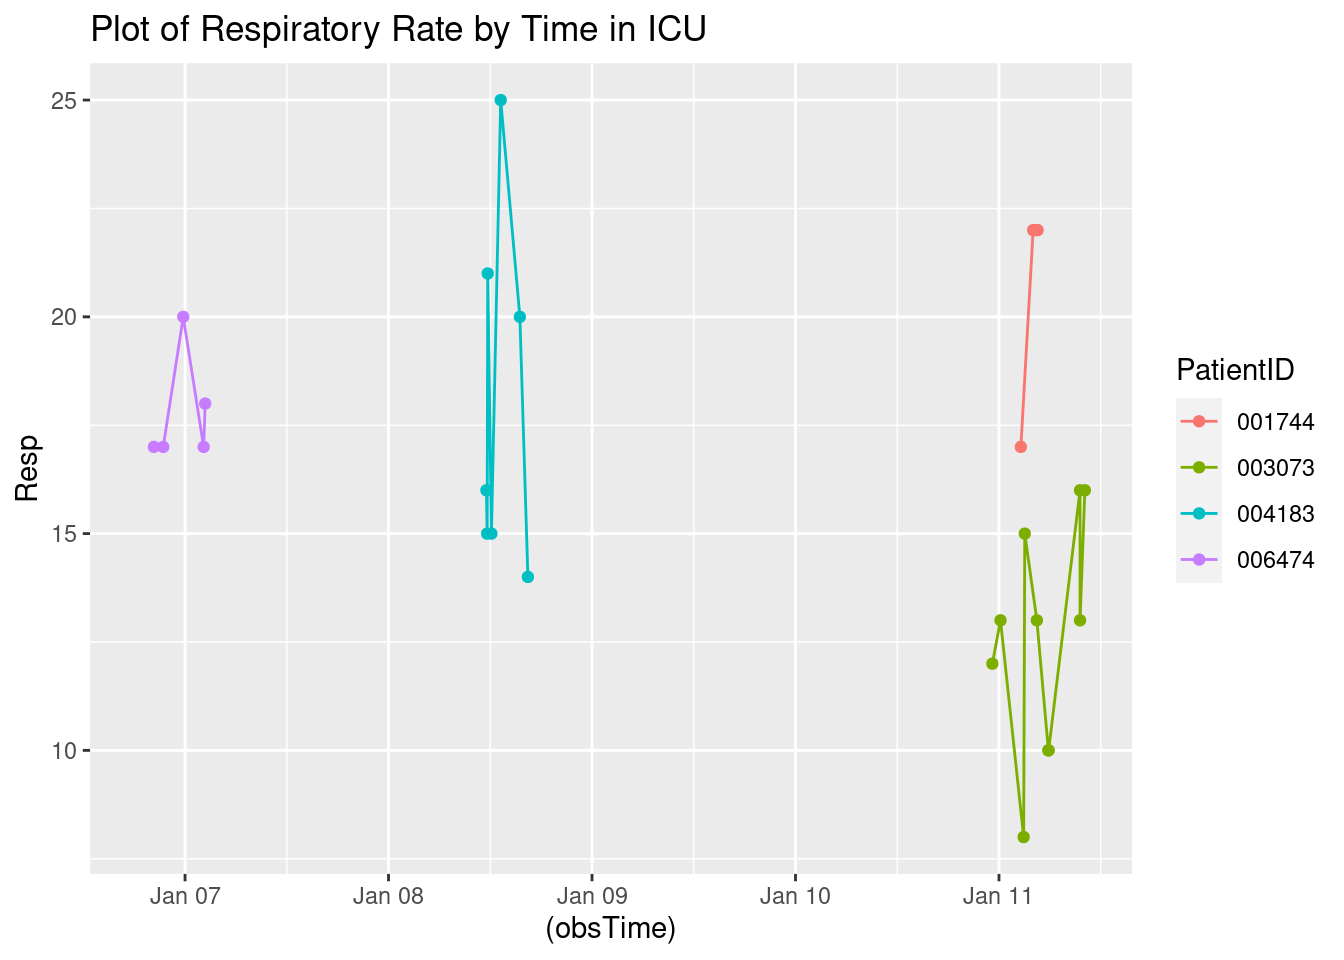 Plot of Respiratory Rate by Time in ICU
25
20
15
10
Resp
Jan 07 Jan 08 Jan 09 Jan 10 Jan 11
(obsTime)
PatientID
001744
003073
004183
006474